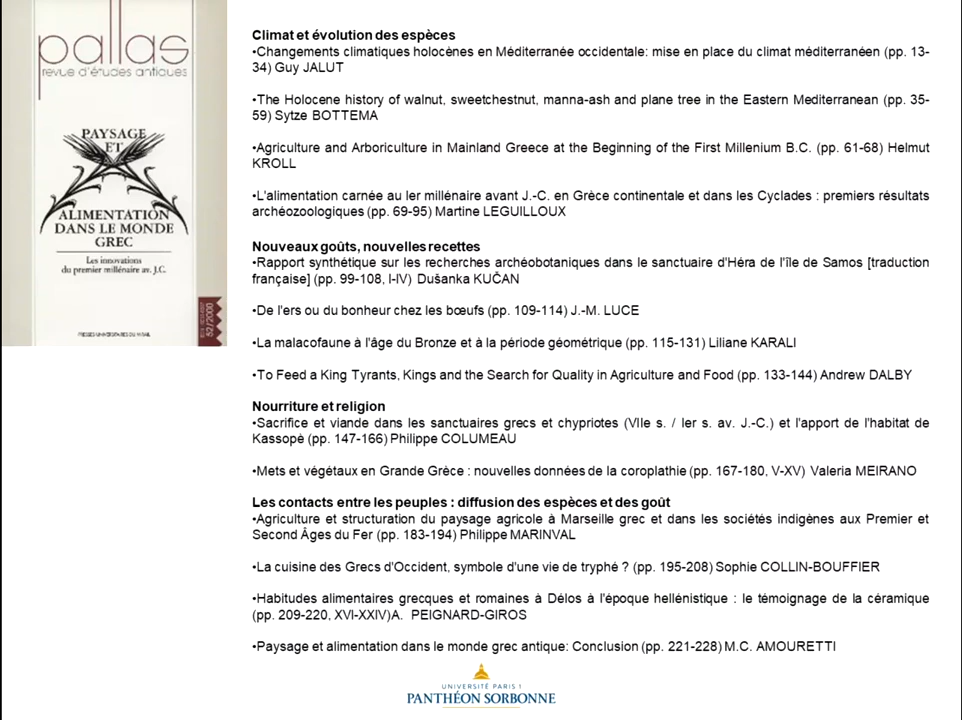 pallas
revue d'études antiques
PAYSAGE
ET
ALIMENTATION
DANS LE MONDE
GREC
Les innovations
du premier millénaire av. J.C.
52/2000
PRESSES UNIVERSITAIRES DU MIRAIL
Climat et évolution des espèces
•Changements climatiques holocènes en Méditerranée occidentale: mise en place du climat méditerranéen (pp. 13-
34) Guy JALUT
•The Holocene history of walnut, sweetchestnut, manna-ash and plane tree in the Eastern Mediterranean (pp. 35-
59) Sytze BOTTEMA
•Agriculture and Arboriculture in Mainland Greece at the Beginning of the First Millenium B.C. (pp. 61-68) Helmut
KROLL
•L'alimentation carnée au Ier millénaire avant J.-C. en Grèce continentale et dans les Cyclades : premiers résultats
archéozoologiques (pp. 69-95) Martine LEGUILLOUX
Nouveaux goûts, nouvelles recettes
•Rapport synthétique sur les recherches archéobotaniques dans le sanctuaire d'Héra de l'île de Samos [traduction
française] (pp. 99-108, I-IV) Dušanka KUČAN
•De l'ers ou du bonheur chez les bœufs (pp. 109-114) J.-M. LUCE
•La malacofaune à l'âge du Bronze et à la période géométrique (pp. 115-131) Liliane KARALI
•To Feed a King Tyrants, Kings and the Search for Quality in Agriculture and Food (pp. 133-144) Andrew DALBY
Nourriture et religion
•Sacrifice et viande dans les sanctuaires grecs et chypriotes (VIIe s. / Ier s. av. J.-C.) et l'apport de l'habitat de
Kassopè (pp. 147-166) Philippe COLUMEAU
•Mets et végétaux en Grande Grèce : nouvelles données de la coroplathie (pp. 167-180, V-XV) Valeria MEIRANO
Les contacts entre les peuples : diffusion des espèces et des goût
•Agriculture et structuration du paysage agricole à Marseille grec et dans les sociétés indigènes aux Premier et
Second Âges du Fer (pp. 183-194) Philippe MARINVAL
•La cuisine des Grecs d'Occident, symbole d'une vie de tryphé ? (pp. 195-208) Sophie COLLIN-BOUFFIER
•Habitudes alimentaires grecques et romaines à Délos à l'époque hellénistique : le témoignage de la céramique
(pp. 209-220, XVI-XXIV)A. PEIGNARD-GIROS
•Paysage et alimentation dans le monde grec antique: Conclusion (pp. 221-228) M.C. AMOURETTI
UNIVERSITÉ PARIS 1
PANTHÉON SORBONNE